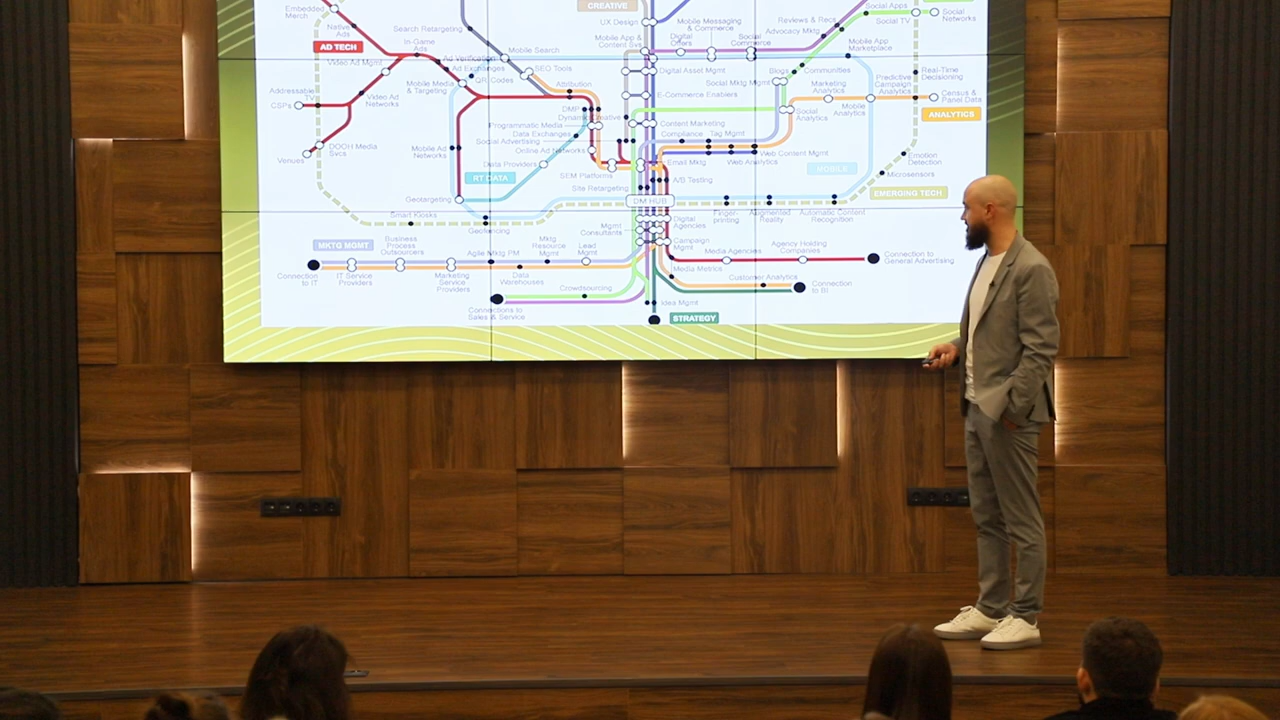 CREATIVE
Embedded
Merch
Native
Ads
AD TECH
In-Game
Ads
Video Ad Mgmt
Search Retargeting
Ad Verification
Ad Exchanges
Mobile Search
SEO Tools
QR Codes
Mobile Media
& Targeting
Attribution
Addressable
TV
CSPs
Video Ad
Networks
DOOH Media
Svcs
Venues
Mobile Ad
Networks
DMP
Programmatic Media
Data Exchanges
Social Advertising
Online Ad Networks
Data Providers
SEM Platforms
RT DATA
Site Retargeting
Geotargeting
Smart Kiosks
Geofencing
UX Design
Mobile App &
Content Svs
Mobile Messaging
& Commerce
Digital
Offers
Social
Commerce
Reviews & Recs
Advocacy Mktg
Social Apps
Social TV
Social
Networks
Mobile App
Marketplace
Digital Asset Mgmt
E-Commerce Enablers
Social Mktg Mgmt
Blogs
Communities
Content Marketing
Compliance
Tag Mgmt
Social
Analytics
Marketing
Analytics
Mobile
Analytics
Predictive
Campaign
Analytics
Real-Time
Decisioning
Census &
Panel Data
ANALYTICS
Email Mktg
Web Analytics
Web Content Mgmt
A/B Testing
MOBILE
Emotion
Detection
Microsensors
EMERGING TECH
DM HUB
Finger-
printing
Augmented
Reality
Automatic Content
Recognition
MKTG MGMT
Connection
to IT
IT Service
Providers
Business
Process
Outsourcers
Marketing
Service
Providers
Agile Mktg PM
Data
Warehouses
Mktg
Resource
Mgmt
Lead
Mgmt
Mgmt
Consultants
Digital
Agencies
Campaign
Mgmt
Media Agencies
Agency Holding
Companies
Connection to
General Advertising
Media Metrics
Customer Analytics
Connection
to BI
Crowdsourcing
Connections to
Sales & Service
Idea Mgmt
STRATEGY